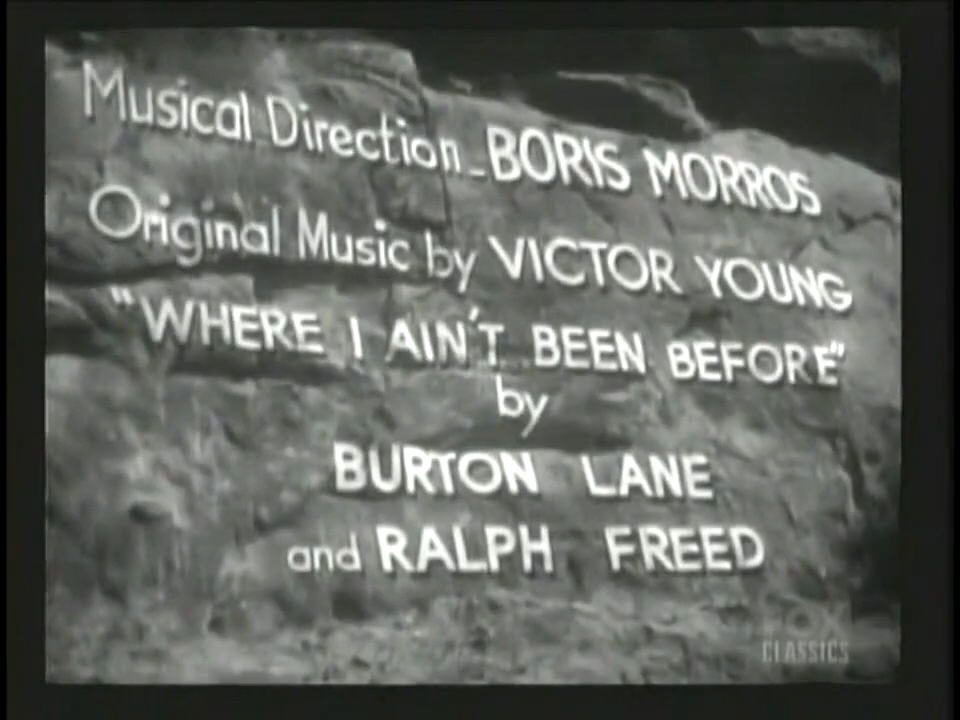 Musical Direction_BORIS MORROS
Original Music by VICTOR YOUNG
"WHERE I AIN'T BEEN BEFORE"
by
BURTON LANE
and RALPH FREED
FOX
CLASSICS